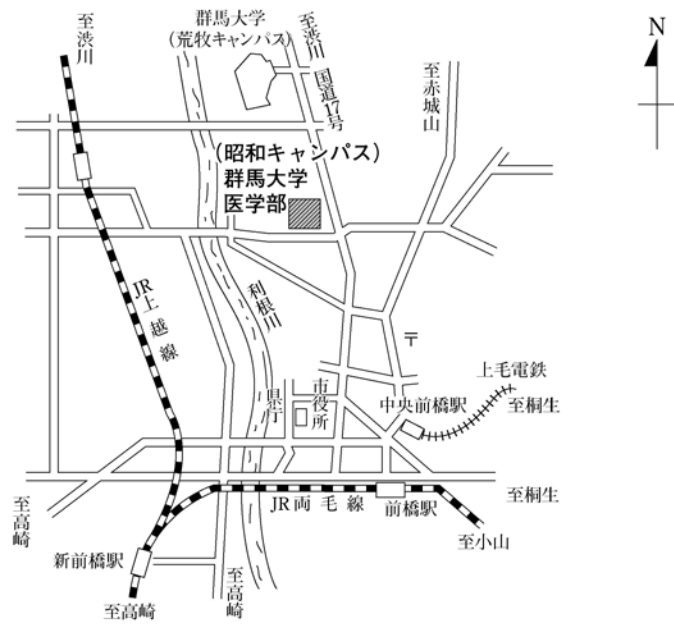 至渋川
群馬大学
(荒牧キャンパス)
至渋川
国道17号
至赤城山
N
(昭和キャンパス)
群馬大学
医学部
JR上越線
利根川
〒
県庁
市役所
上毛電鉄
中央前橋駅
至桐生
至高崎
JR両毛線
前橋駅
至桐生
至小山
新前橋駅
至高崎
至高崎